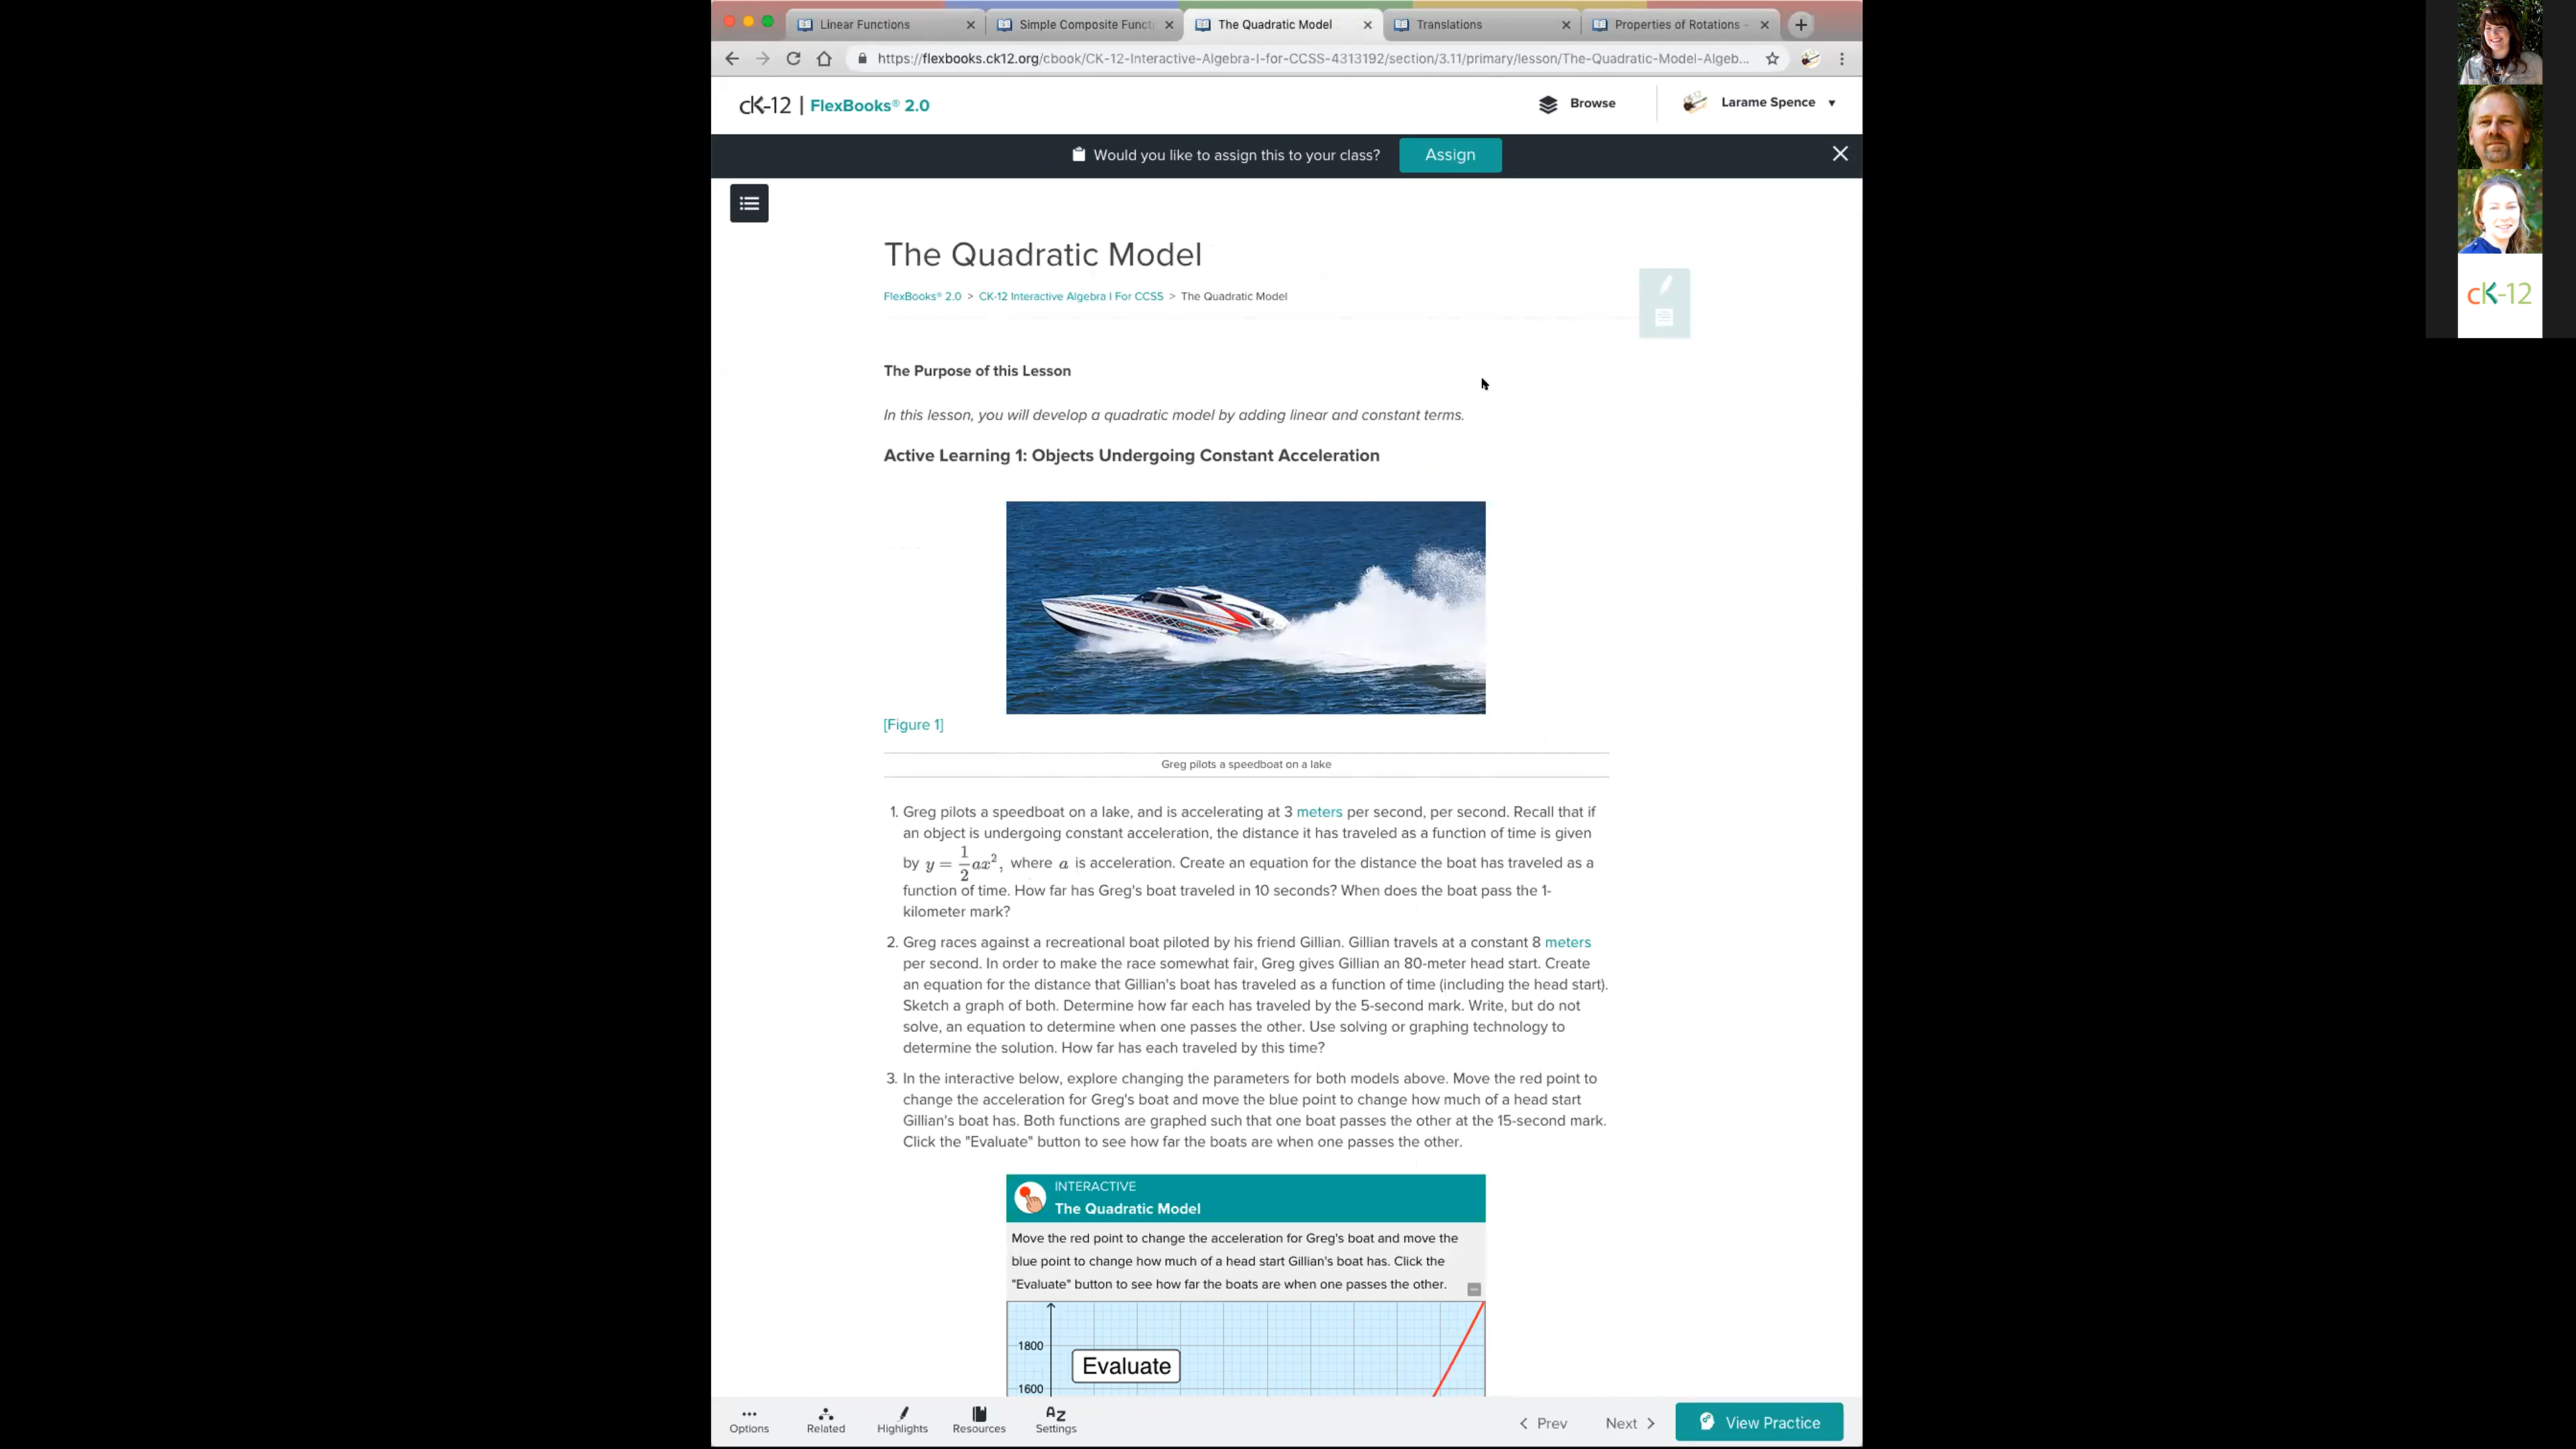 Linear Functions
Simple Composite Funct
The Quadratic Model
Translations
Properties of Rotations -
https://flexbooks.ck12.org/cbook/CK-12-Interactive-Algebra-I-for-CCSS-4313192/section/3.11/primary/lesson/The-Quadratic-Model-Algeb...
cK-12 | FlexBooks® 2.0
Browse
Larame Spence
Would you like to assign this to your class?
Assign
The Quadratic Model
FlexBooks® 2.0 > CK-12 Interactive Algebra I For CCSS > The Quadratic Model
cK-12
The Purpose of this Lesson
In this lesson, you will develop a quadratic model by adding linear and constant terms.
Active Learning 1: Objects Undergoing Constant Acceleration
[Figure 1]
Greg pilots a speedboat on a lake
1. Greg pilots a speedboat on a lake, and is accelerating at 3 meters per second, per second. Recall that if
an object is undergoing constant acceleration, the distance it has traveled as a function of time is given
by y = 1/2 ax², where a is acceleration. Create an equation for the distance the boat has traveled as a
function of time. How far has Greg's boat traveled in 10 seconds? When does the boat pass the 1-
kilometer mark?
2. Greg races against a recreational boat piloted by his friend Gillian. Gillian travels at a constant 8 meters
per second. In order to make the race somewhat fair, Greg gives Gillian an 80-meter head start. Create
an equation for the distance that Gillian's boat has traveled as a function of time (including the head start).
Sketch a graph of both. Determine how far each has traveled by the 5-second mark. Write, but do not
solve, an equation to determine when one passes the other. Use solving or graphing technology to
determine the solution. How far has each traveled by this time?
3. In the interactive below, explore changing the parameters for both models above. Move the red point to
change the acceleration for Greg's boat and move the blue point to change how much of a head start
Gillian's boat has. Both functions are graphed such that one boat passes the other at the 15-second mark.
Click the "Evaluate" button to see how far the boats are when one passes the other.
INTERACTIVE
The Quadratic Model
Move the red point to change the acceleration for Greg's boat and move the
blue point to change how much of a head start Gillian's boat has. Click the
"Evaluate" button to see how far the boats are when one passes the other.
1800
Evaluate
1600
Options
Related
Highlights
Resources
AZ
Settings
Prev
Next
View Practice